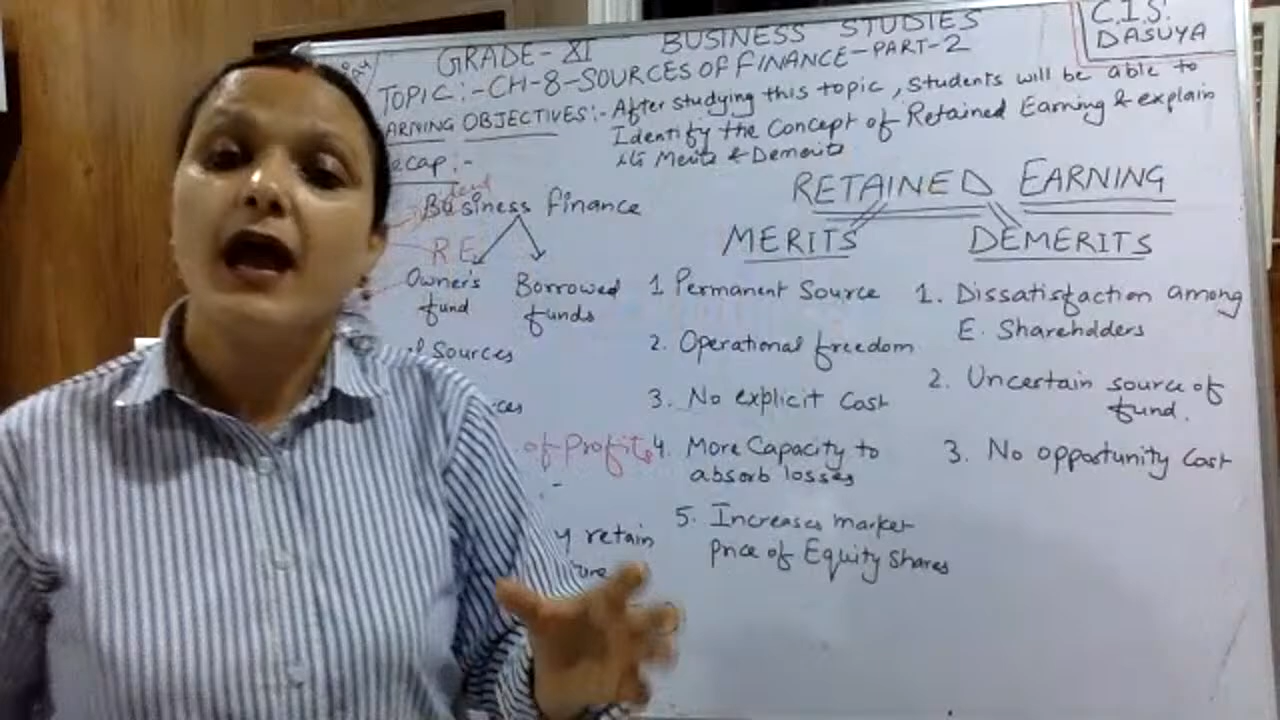 GRADE-XI BUSINESS STUDIES
C.I.S.
DASUYA
TOPIC:-CH-8-SOURCES OF FINANCE-PART-2
ARNING OBJECTIVES:- After studying this topic, students will be able to
Identify the Concept of Retained Earning & explain
its Merits & Demerits
ecap:-
Business finance
RE
Owner's fund
Borrowed funds
l Sources
ces
of Profits
y retain
ure
RETAINED EARNING
MERITS
1. Permanent Source
2. Operational freedom
3. No explicit Cost
4. More Capacity to
absorb losses
5. Increases market
price of Equity Shares
DEMERITS
1. Dissatisfaction among
E. Shareholders
2. Uncertain source of
fund.
3. No opportunity Cost